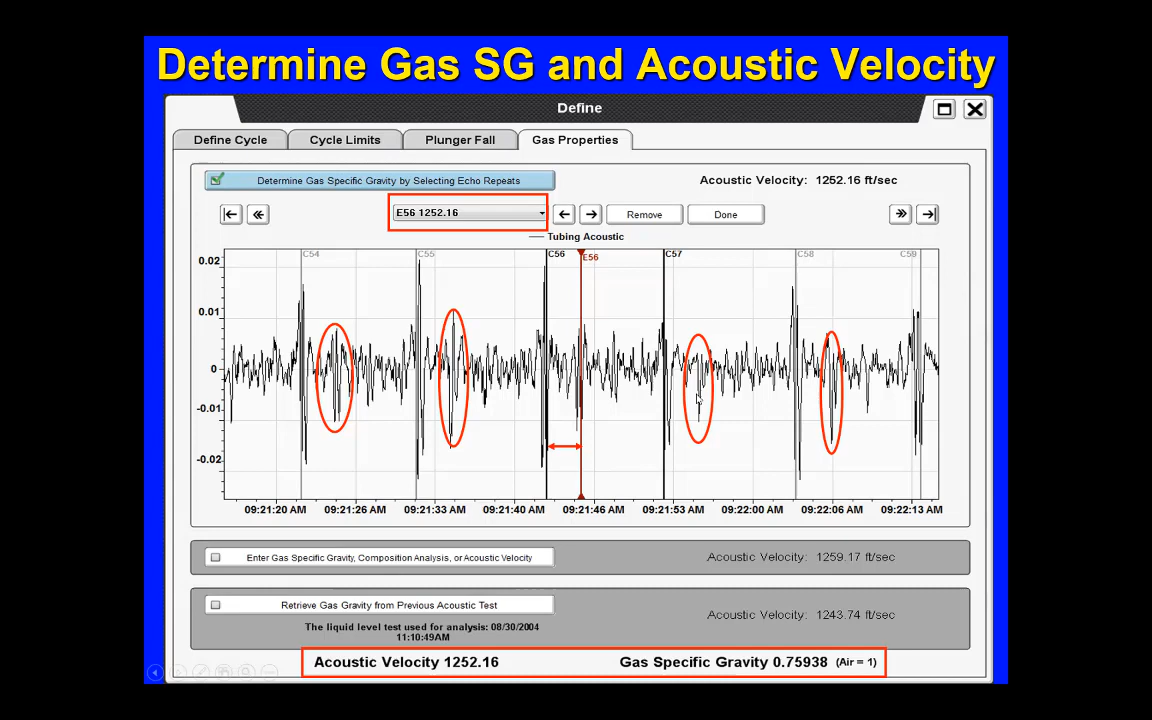 Determine Gas SG and Acoustic Velocity
Define
Define Cycle
Cycle Limits
Plunger Fall
Gas Properties
Determine Gas Specific Gravity by Selecting Echo Repeats
Acoustic Velocity: 1252.16 ft/sec
E56 1252.16
Remove
Done
Tubing Acoustic
C54
C55
C56
E56
C57
C58
C59
0.02
0.01
0
-0.01
-0.02
09:21:20 AM
09:21:26 AM
09:21:33 AM
09:21:40 AM
09:21:46 AM
09:21:53 AM
09:22:00 AM
09:22:06 AM
09:22:13 AM
Enter Gas Specific Gravity, Composition Analysis, or Acoustic Velocity
Acoustic Velocity: 1259.17 ft/sec
Retrieve Gas Gravity from Previous Acoustic Test
Acoustic Velocity: 1243.74 ft/sec
The liquid level test used for analysis: 08/30/2004
11:10:49AM
Acoustic Velocity 1252.16
Gas Specific Gravity 0.75938 (Air = 1)